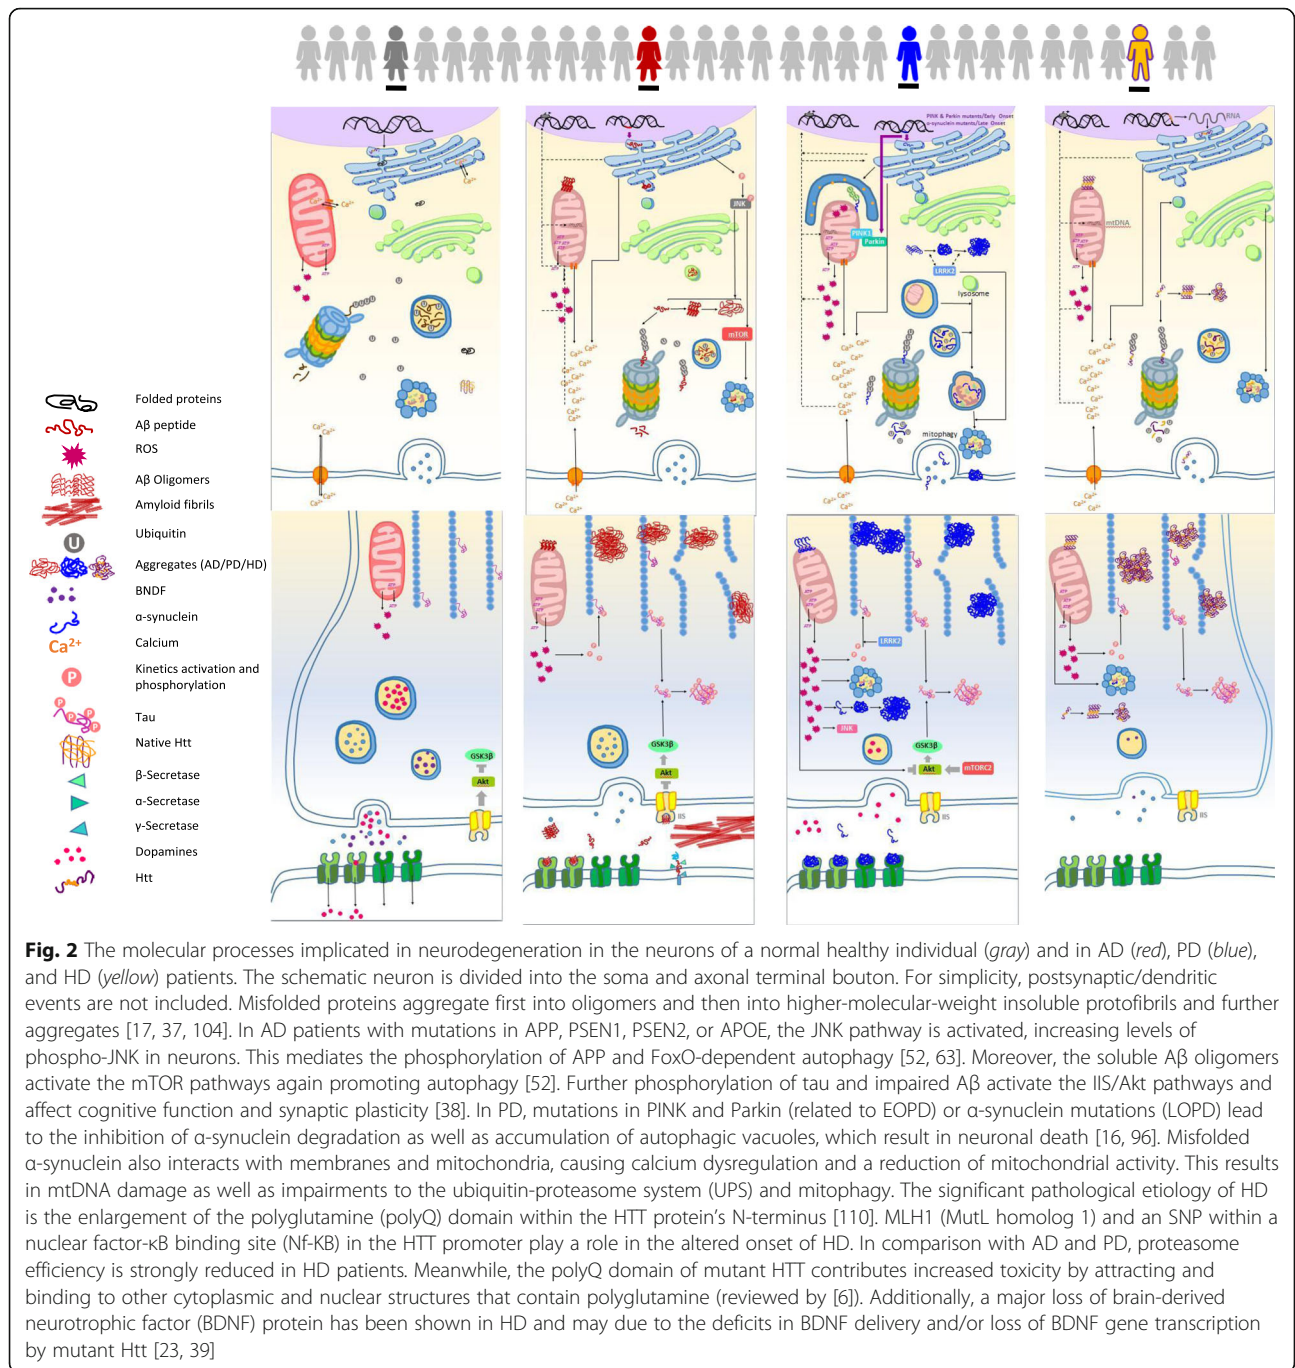 PINK & Parkin mutants/Early Onset
α-synuclein mutants/Late Onset
RNA
Ca²⁺
Ca²⁺
Ca²⁺
P
JNK
P
mtDNA
PINK1
Parkin
LRRK2
lysosome
U
mTOR
Ca²⁺
mitophagy
Ca²⁺
Ca²⁺
Ca²⁺ Ca²⁺
Folded proteins
Aβ peptide
ROS
Aβ Oligomers
Amyloid fibrils
U Ubiquitin
Aggregates (AD/PD/HD)
BNDF
α-synuclein
Ca²⁺ Calcium
P Kinetics activation and
phosphorylation
P P P P Tau
Native Htt
β-Secretase
α-Secretase
γ-Secretase
Dopamines
Htt
GSK3β
Akt
GSK3β
Akt
IIS
LRRK2
JNK
GSK3β
Akt
mTORC2
IIS
IIS
Fig. 2 The molecular processes implicated in neurodegeneration in the neurons of a normal healthy individual (gray) and in AD (red), PD (blue),
and HD (yellow) patients. The schematic neuron is divided into the soma and axonal terminal bouton. For simplicity, postsynaptic/dendritic
events are not included. Misfolded proteins aggregate first into oligomers and then into higher-molecular-weight insoluble protofibrils and further
aggregates [17, 37, 104]. In AD patients with mutations in APP, PSEN1, PSEN2, or APOE, the JNK pathway is activated, increasing levels of
phospho-JNK in neurons. This mediates the phosphorylation of APP and FoxO-dependent autophagy [52, 63]. Moreover, the soluble Aβ oligomers
activate the mTOR pathways again promoting autophagy [52]. Further phosphorylation of tau and impaired Aβ activate the IIS/Akt pathways and
affect cognitive function and synaptic plasticity [38]. In PD, mutations in PINK and Parkin (related to EOPD) or α-synuclein mutations (LOPD) lead
to the inhibition of α-synuclein degradation as well as accumulation of autophagic vacuoles, which result in neuronal death [16, 96]. Misfolded
α-synuclein also interacts with membranes and mitochondria, causing calcium dysregulation and a reduction of mitochondrial activity. This results
in mtDNA damage as well as impairments to the ubiquitin-proteasome system (UPS) and mitophagy. The significant pathological etiology of HD
is the enlargement of the polyglutamine (polyQ) domain within the HTT protein's N-terminus [110]. MLH1 (MutL homolog 1) and an SNP within a
nuclear factor-κB binding site (Nf-KB) in the HTT promoter play a role in the altered onset of HD. In comparison with AD and PD, proteasome
efficiency is strongly reduced in HD patients. Meanwhile, the polyQ domain of mutant HTT contributes increased toxicity by attracting and
binding to other cytoplasmic and nuclear structures that contain polyglutamine (reviewed by [6]). Additionally, a major loss of brain-derived
neurotrophic factor (BDNF) protein has been shown in HD and may due to the deficits in BDNF delivery and/or loss of BDNF gene transcription
by mutant Htt [23, 39]